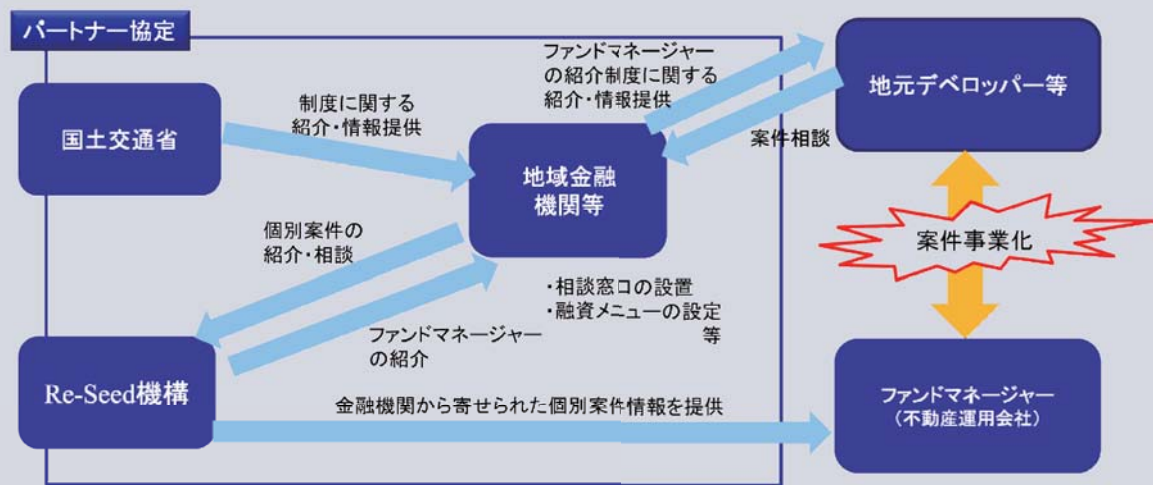 パートナー協定
国土交通省
制度に関する
紹介・情報提供
ファンドマネージャー
の紹介制度に関する
紹介・情報提供
地元デベロッパー等
案件相談
地域金融
機関等
個別案件の
紹介・相談
案件事業化
・相談窓口の設置
・融資メニューの設定
等
ファンドマネージャー
の紹介
Re-Seed機構
金融機関から寄せられた個別案件情報を提供
ファンドマネージャー
（不動産運用会社）